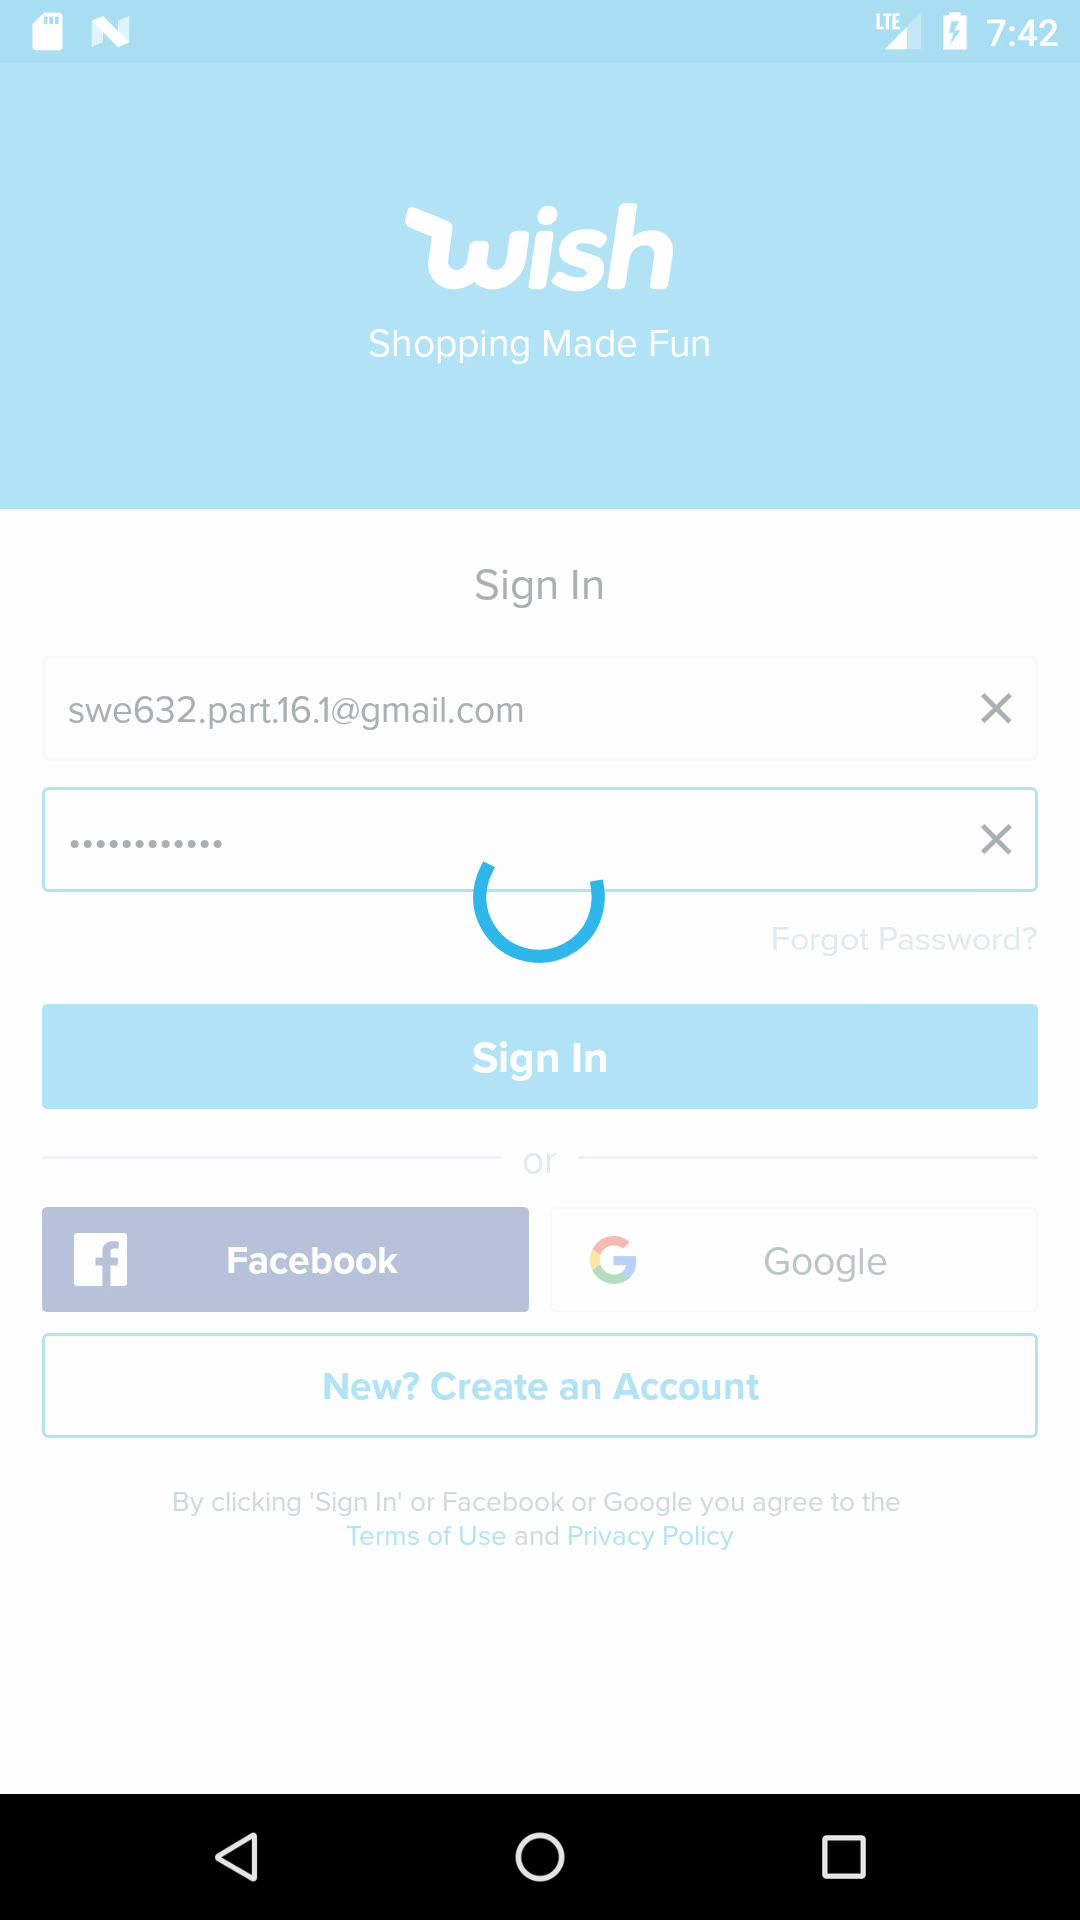 LTE 7:42
wish
Shopping Made Fun
Sign In
swe632.part.16.1@gmail.com
••••••••••••
Forgot Password?
Sign In
or
Facebook
Google
New? Create an Account
By clicking 'Sign In' or Facebook or Google you agree to the
Terms of Use and Privacy Policy